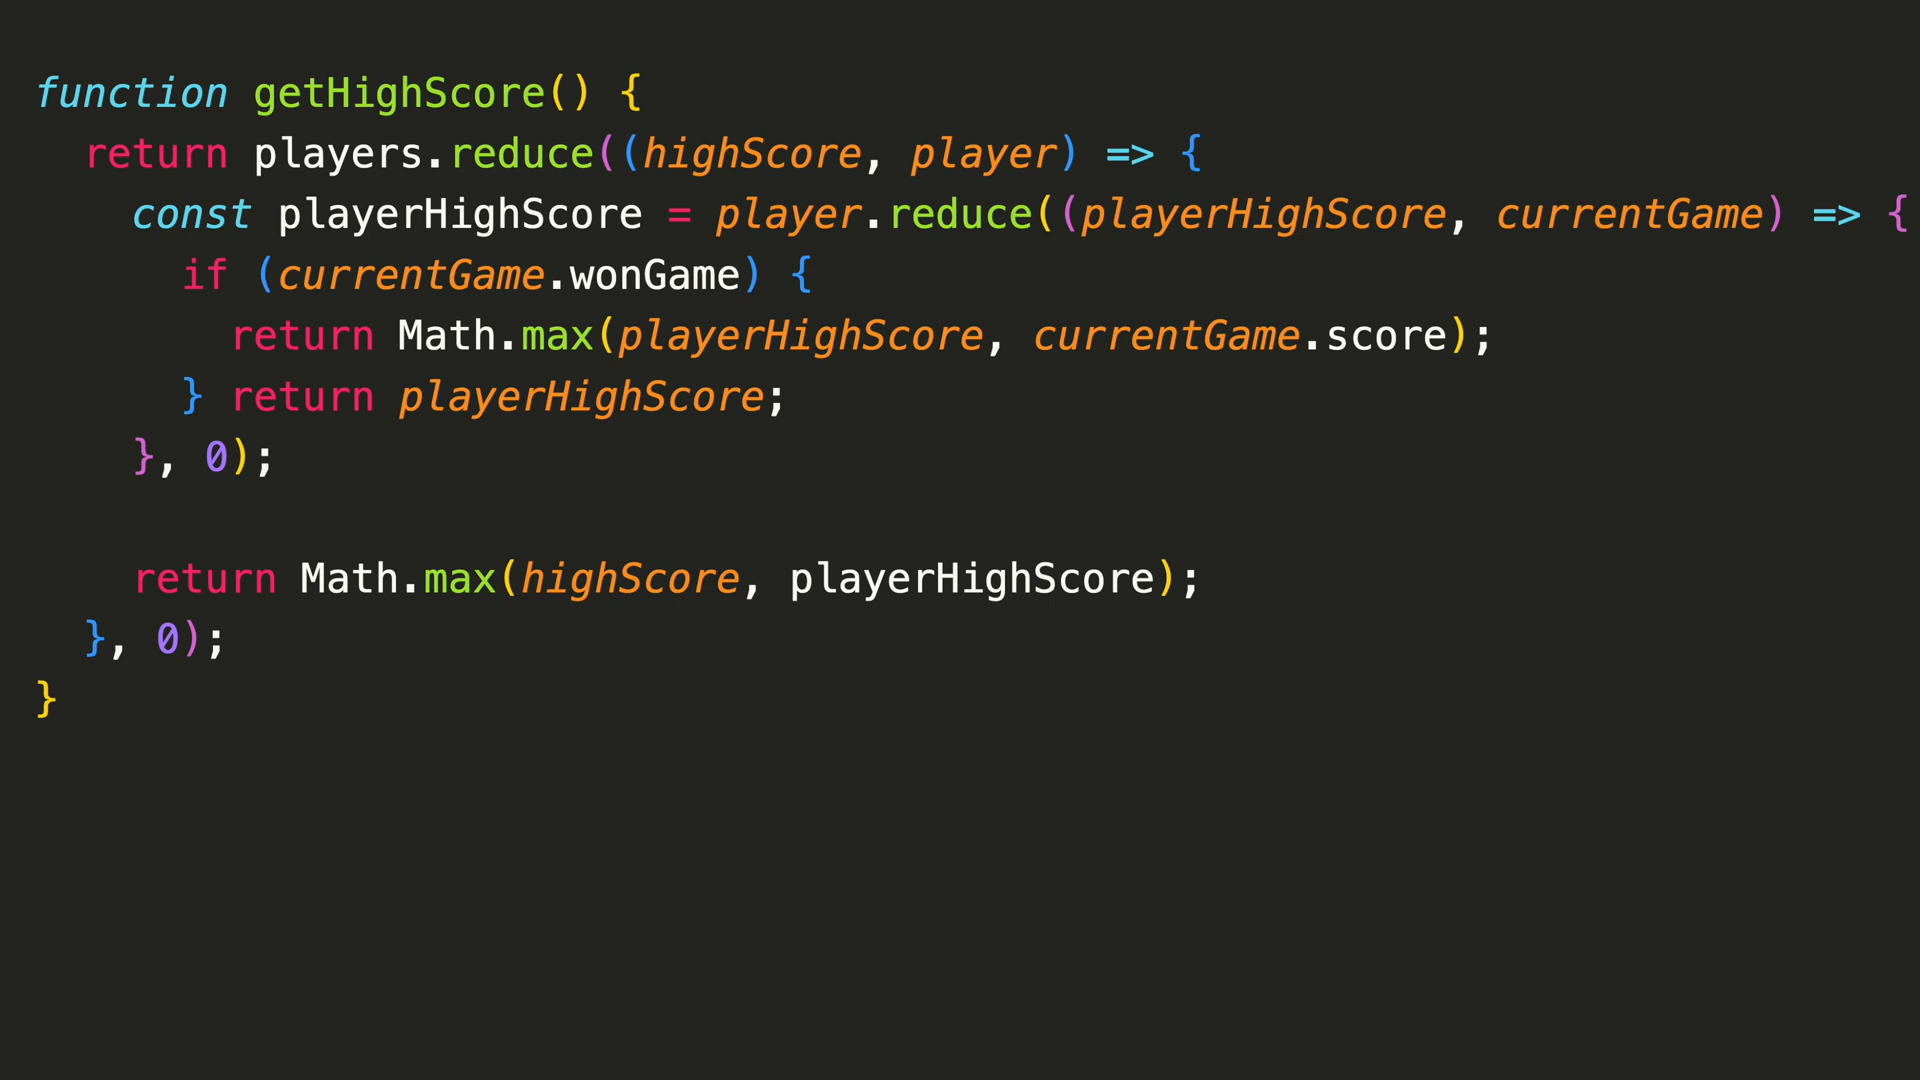 function getHighScore() {
  return players.reduce((highScore, player) => {
    const playerHighScore = player.reduce((playerHighScore, currentGame) => {
      if (currentGame.wonGame) {
        return Math.max(playerHighScore, currentGame.score);
      } return playerHighScore;
    }, 0);

    return Math.max(highScore, playerHighScore);
  }, 0);
}